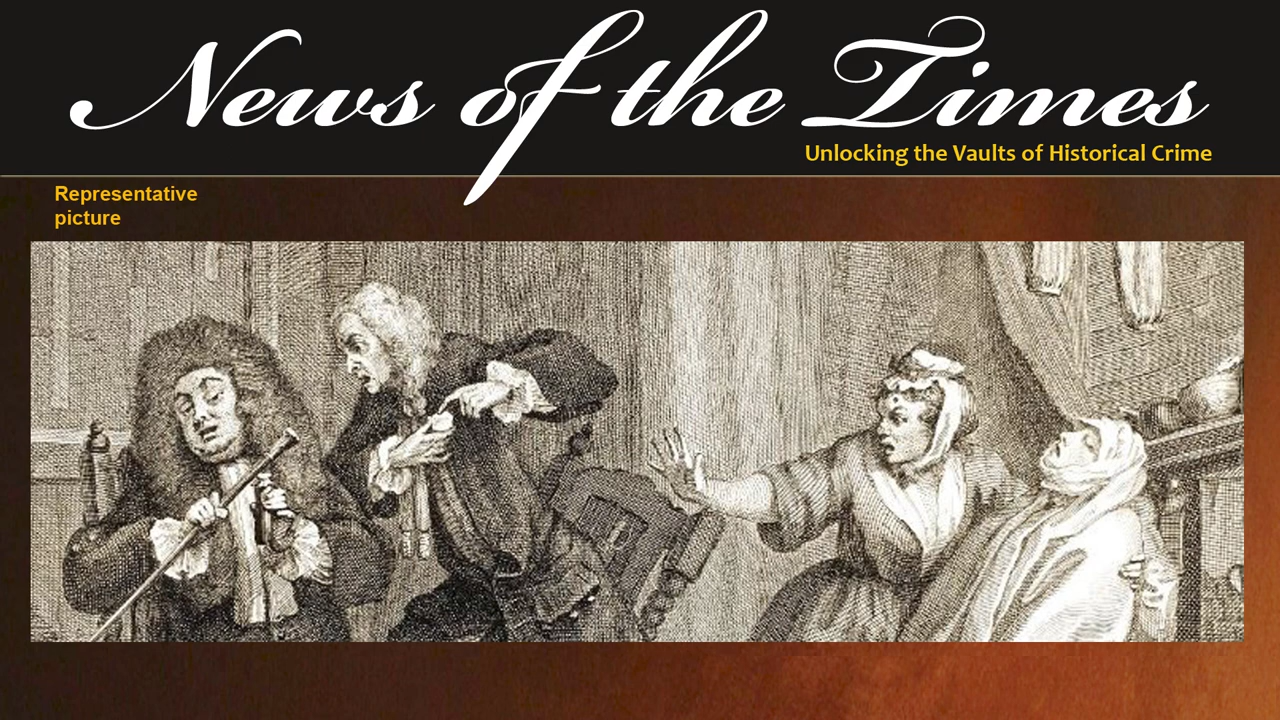 News of the Times
Unlocking the Vaults of Historical Crime
Representative
picture